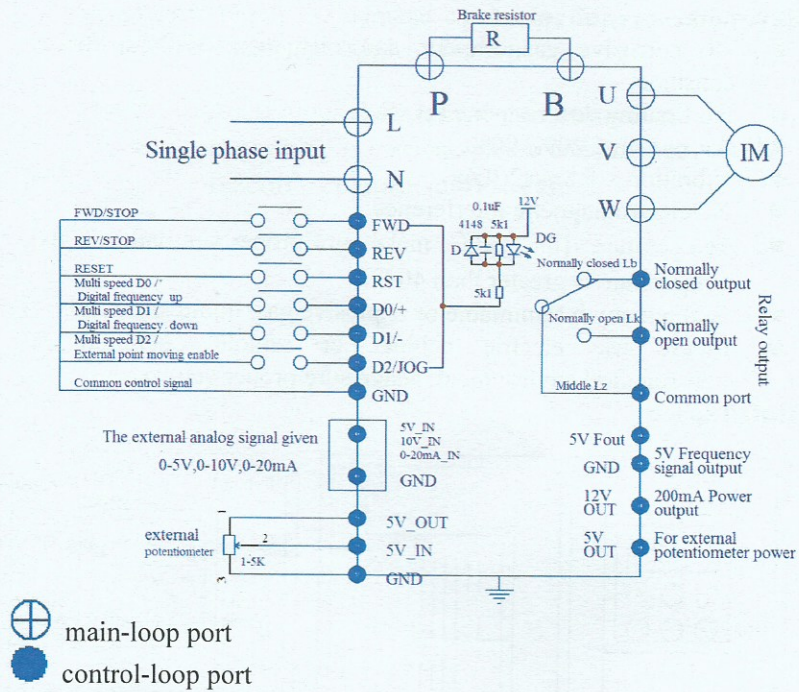 Brake resistor
R
P
B
U
V
W
IM
L
Single phase input
N
FWD/STOP
FWD
REV/STOP
REV
RESET
RST
Multi speed D0 /
Digital frequency up
D0/+
Multi speed D1 /
Digital frequency down
D1/-
Multi speed D2 /
External point moving enable
D2/JOG
Common control signal
GND
0.1uF
12V
4148
5k1
D
DG
5k1
Normally closed Lb
Normally
closed output
Normally open Lk
Normally
open output
Relay output
Middle Lz
Common port
The external analog signal given
0-5V,0-10V,0-20mA
5V_IN
10V_IN
0-20mA_IN
GND
5V Fout
GND
5V Frequency
signal output
12V
OUT
200mA Power
output
5V
OUT
For external
potentiometer power
external
potentiometer
1
2
3
1-5K
5V_OUT
5V_IN
GND
main-loop port
control-loop port